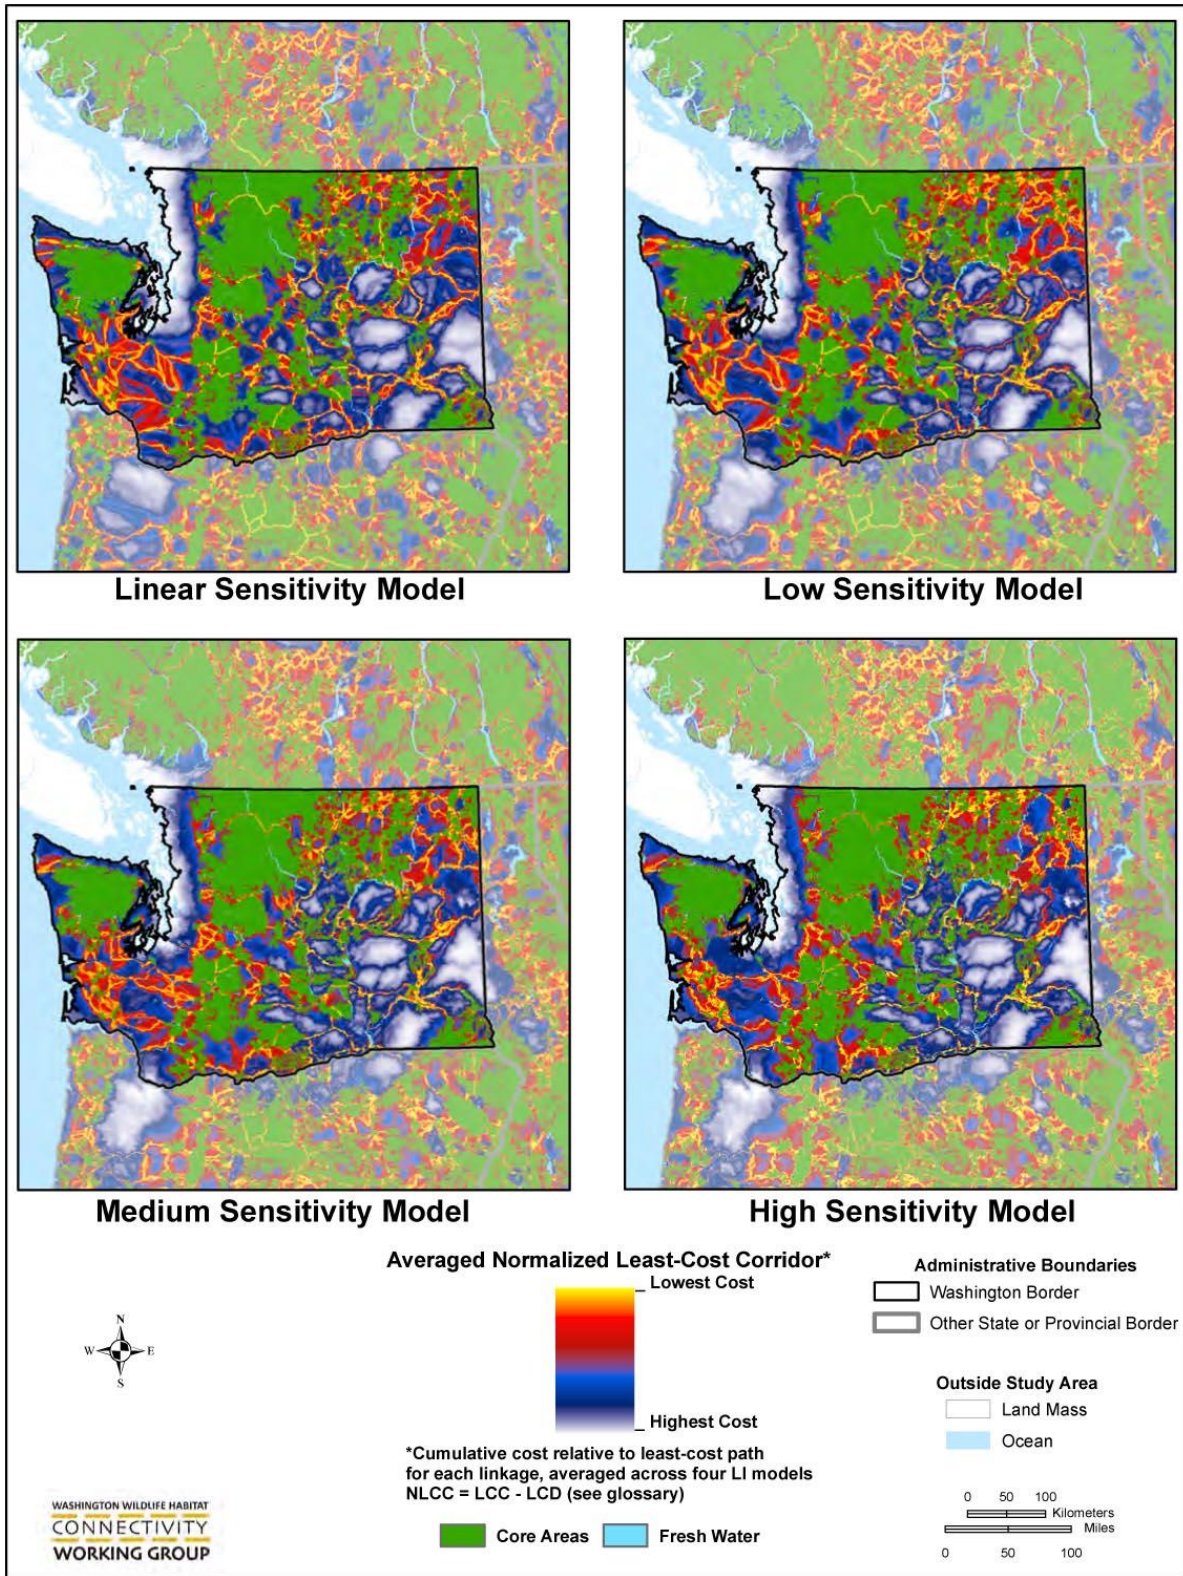 Linear Sensitivity Model
Low Sensitivity Model
Medium Sensitivity Model
High Sensitivity Model
Averaged Normalized Least-Cost Corridor*
Lowest Cost
Highest Cost
*Cumulative cost relative to least-cost path
for each linkage, averaged across four LI models
NLCC = LCC - LCD (see glossary)
Core Areas
Fresh Water
Administrative Boundaries
Washington Border
Other State or Provincial Border
Outside Study Area
Land Mass
Ocean
N
W
E
S
WASHINGTON WILDLIFE HABITAT
CONNECTIVITY
WORKING GROUP
0 50 100
Kilometers
Miles
0 50 100